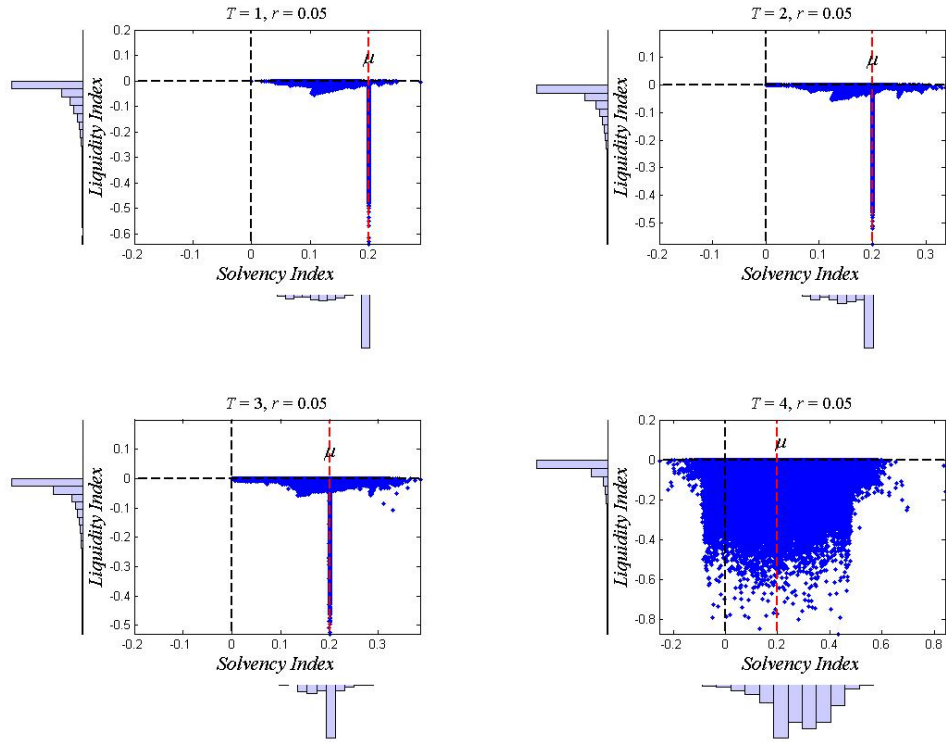 T = 1, r = 0.05
0.2
0.1
0
-0.1
-0.2
-0.3
-0.4
-0.5
-0.6
Liquidity Index
μ
-0.2 -0.1 0 0.1 0.2
Solvency Index
T = 2, r = 0.05
0.1
0
-0.1
-0.2
-0.3
-0.4
-0.5
Liquidity Index
μ
-0.2 -0.1 0 0.1 0.2 0.3
Solvency Index
T = 3, r = 0.05
0.1
0
-0.1
-0.2
-0.3
-0.4
-0.5
Liquidity Index
μ
-0.2 -0.1 0 0.1 0.2 0.3
Solvency Index
T = 4, r = 0.05
0.2
0
-0.2
-0.4
-0.6
-0.8
Liquidity Index
μ
-0.2 0 0.2 0.4 0.6 0.8
Solvency Index